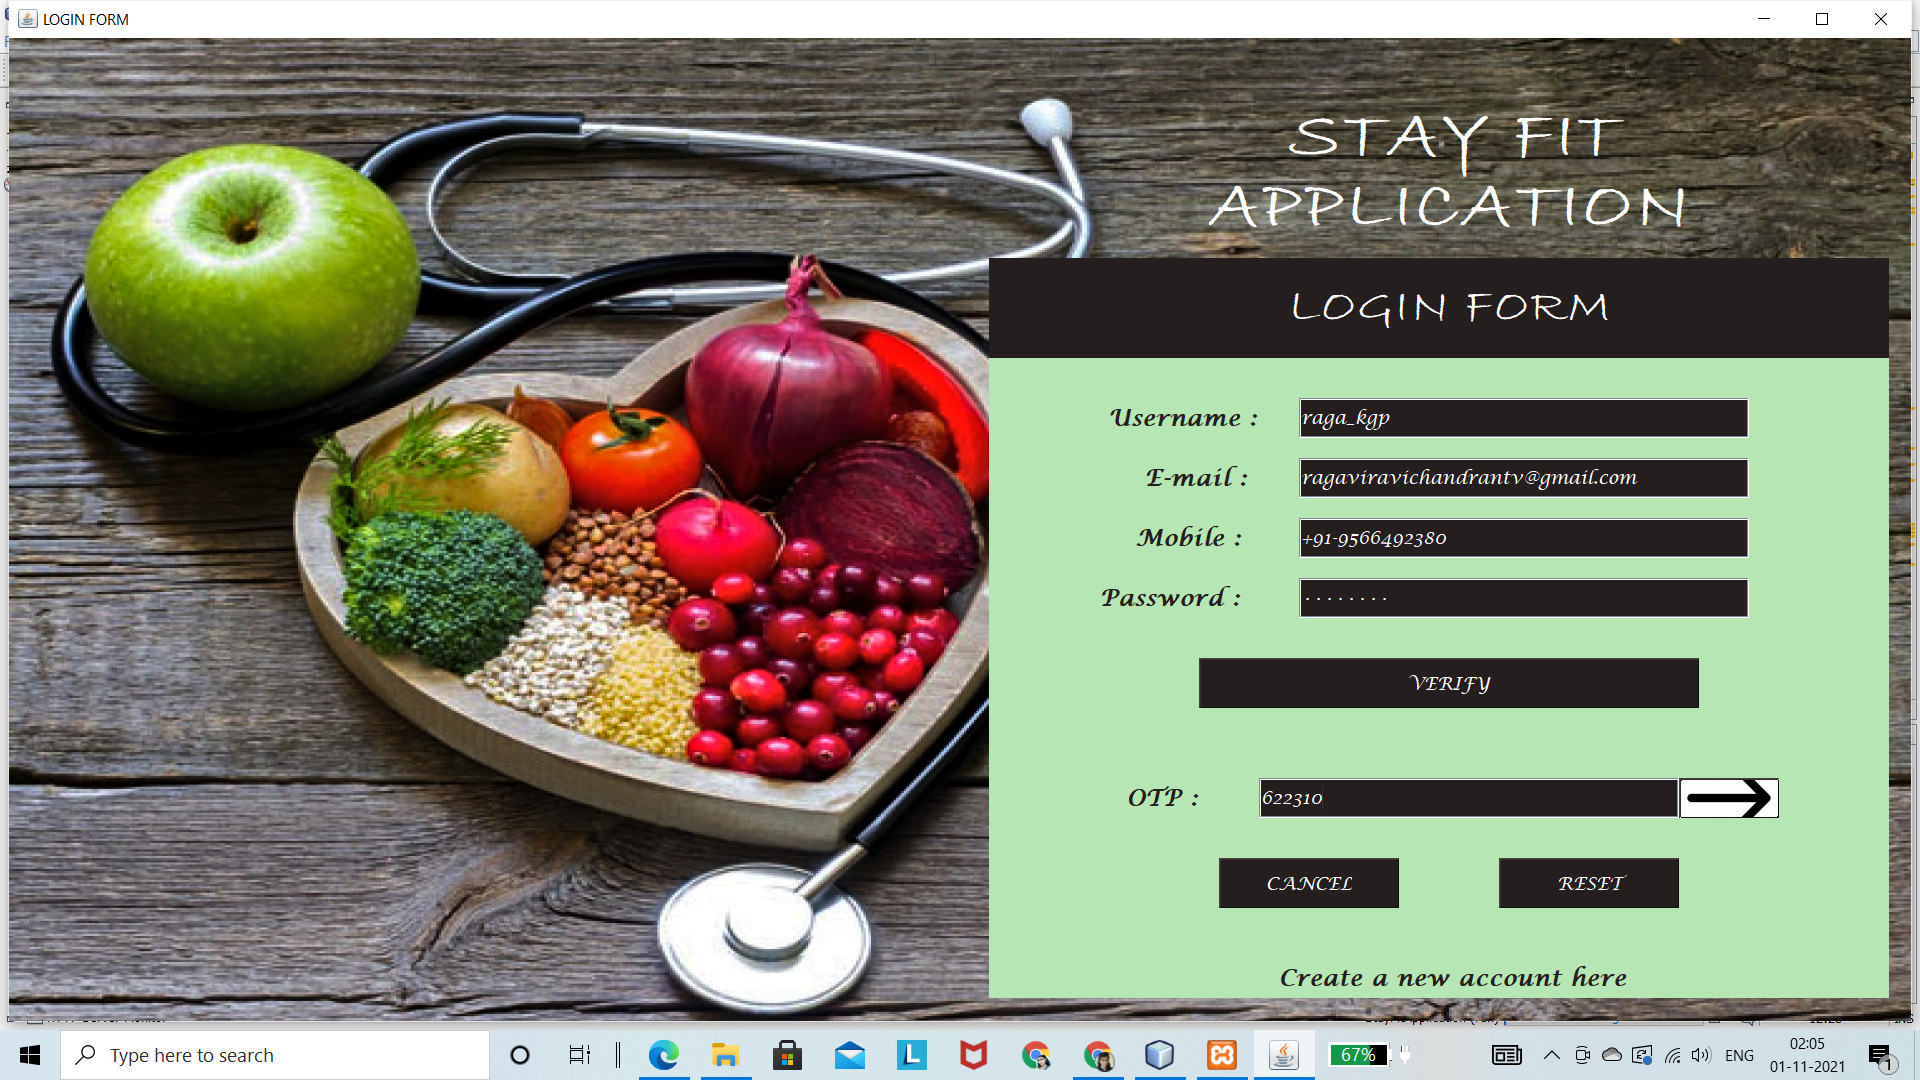 LOGIN FORM
STAY FIT
APPLICATION
LOGIN FORM
Username :
raga_kgp
E-mail :
ragaviravichandrantv@gmail.com
Mobile :
+91-9566492380
Password :
VERIFY
OTP :
622310
CANCEL
RESET
Create a new account here
Type here to search
L
67%
ENG
02:05
01-11-2021
1